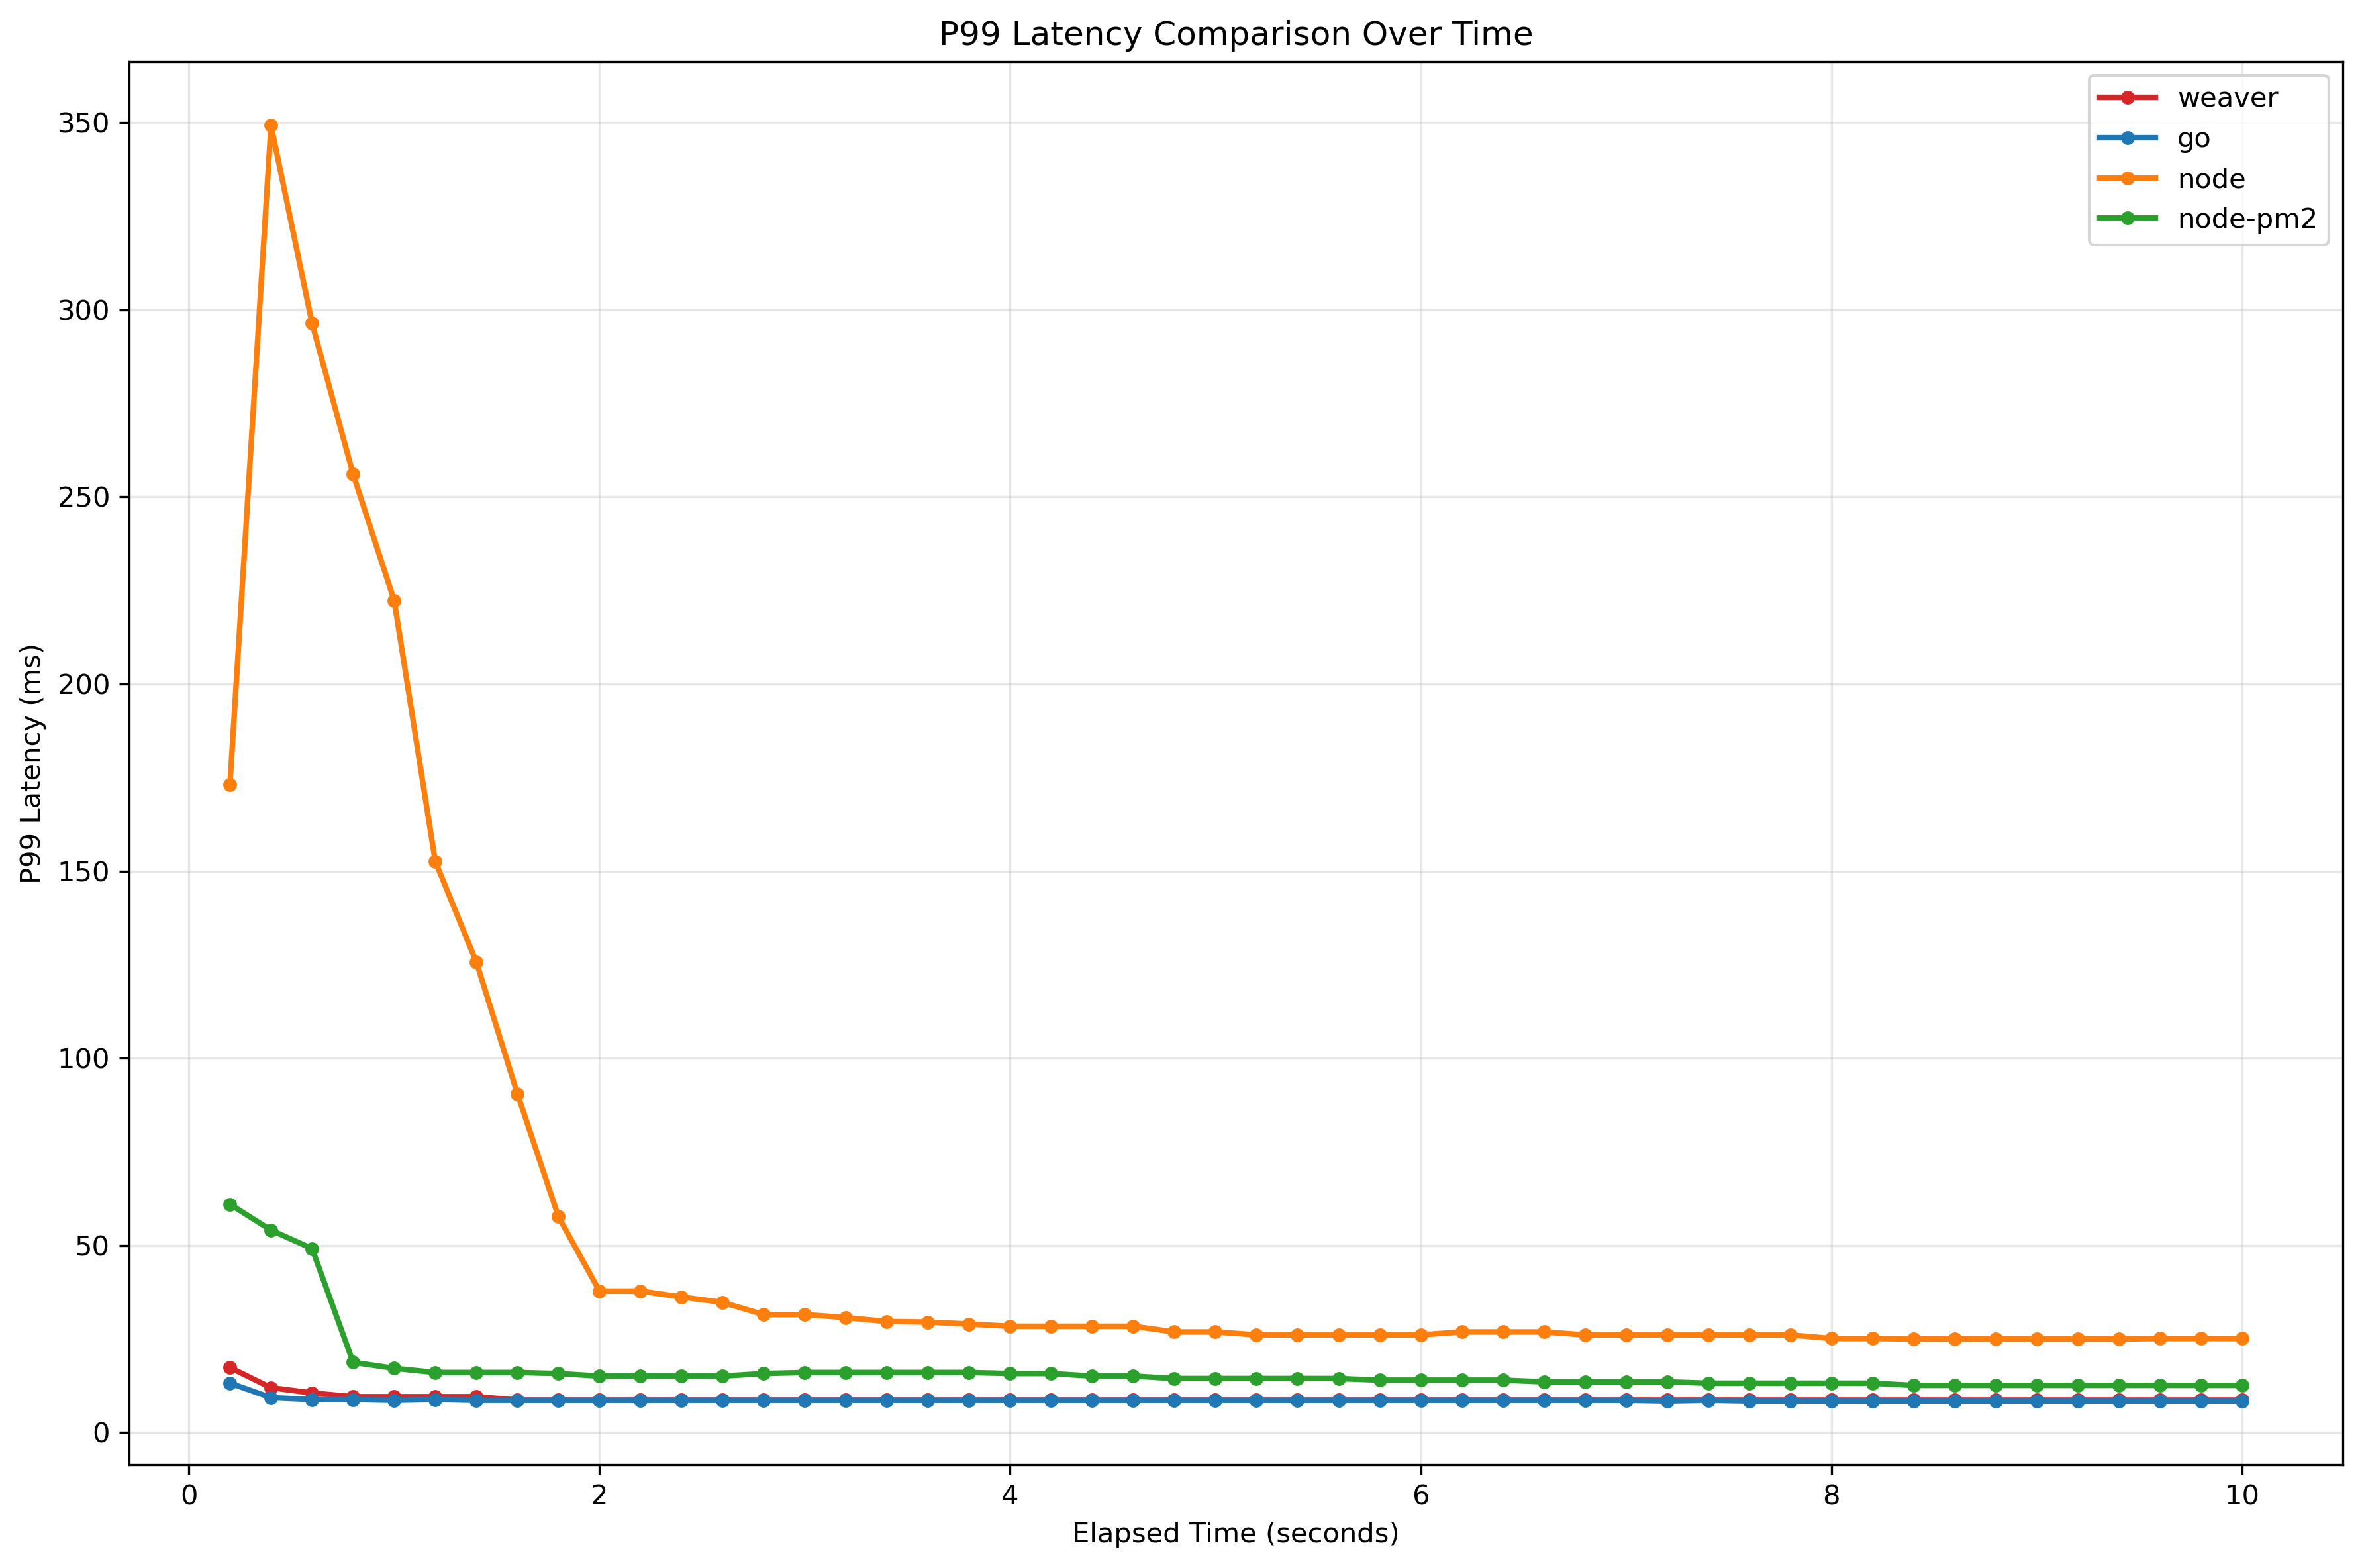 P99 Latency Comparison Over Time
weaver
go
node
node-pm2
P99 Latency (ms)
350
300
250
200
150
100
50
0
0 2 4 6 8 10
Elapsed Time (seconds)